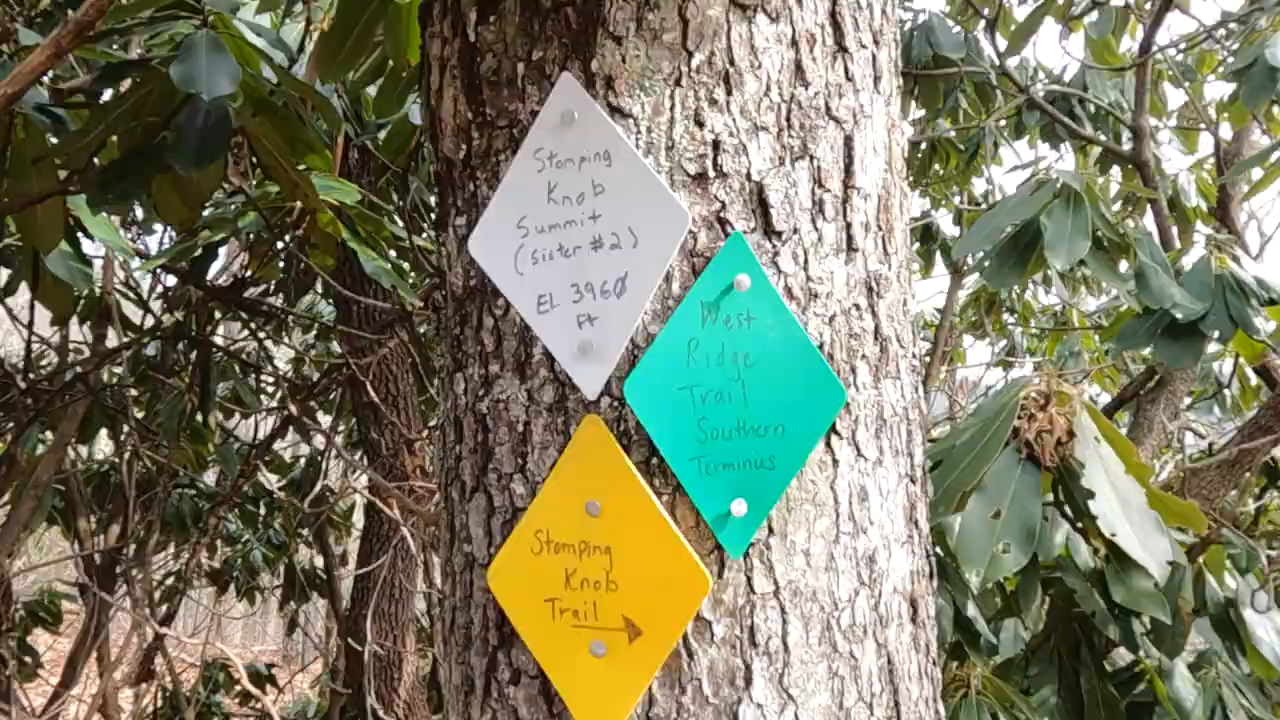 Stomping
Knob
Summit
(sister #2)
El. 3960
Ft
West
Ridge
Trail
Southern
Terminus
Stomping
Knob
Trail